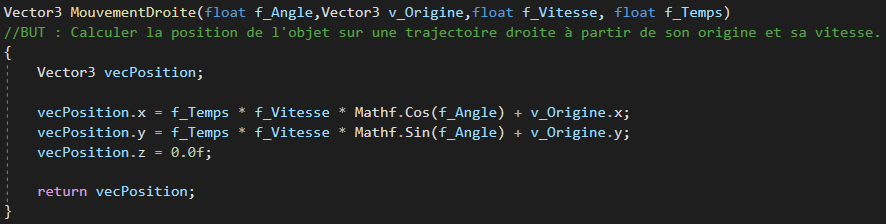 Vector3 MouvementDroite(float f_Angle,Vector3 v_Origine,float f_Vitesse, float f_Temps)
//BUT : Calculer la position de l'objet sur une trajectoire droite à partir de son origine et sa vitesse.
{
    Vector3 vecPosition;

    vecPosition.x = f_Temps * f_Vitesse * Mathf.Cos(f_Angle) + v_Origine.x;
    vecPosition.y = f_Temps * f_Vitesse * Mathf.Sin(f_Angle) + v_Origine.y;
    vecPosition.z = 0.0f;

    return vecPosition;
}